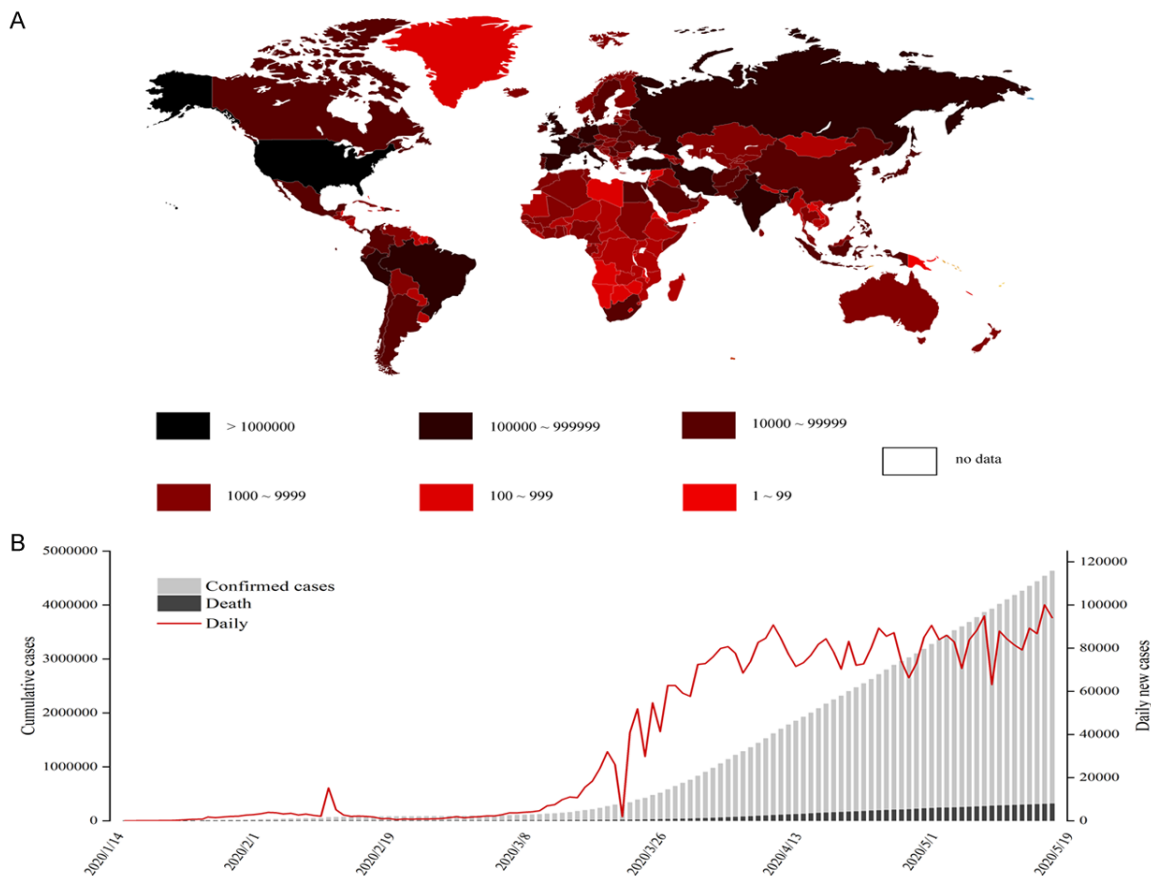 A
> 1000000
100000 ~ 999999
10000 ~ 99999
no data
1000 ~ 9999
100 ~ 999
1 ~ 99
B
Cumulative cases
5000000
4000000
3000000
2000000
1000000
0
Confirmed cases
Death
Daily
120000
100000
80000
60000
40000
20000
0
Daily new cases
2020/1/14
2020/2/1
2020/2/19
2020/3/8
2020/3/26
2020/4/13
2020/5/1
2020/5/19